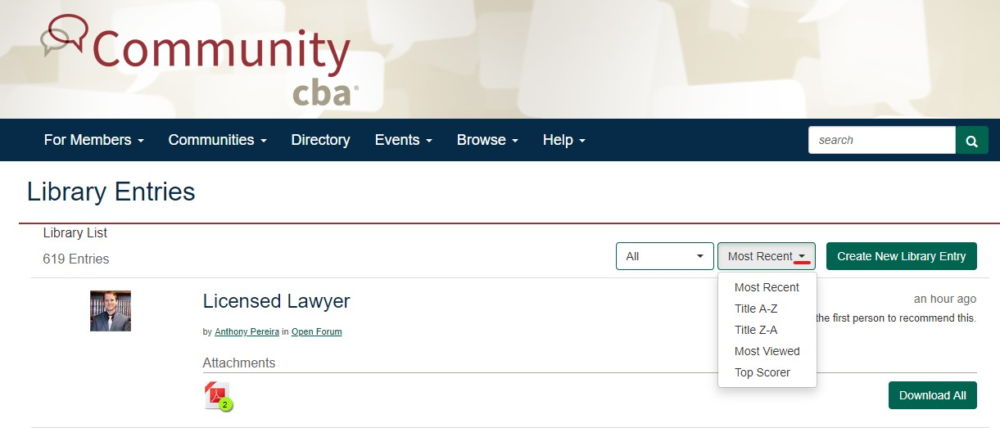 Community
cba®
For Members Communities Directory Events Browse Help search
Library Entries
Library List
619 Entries
All Most Recent Create New Library Entry
Most Recent
Title A-Z
Title Z-A
Most Viewed
Top Scorer
Licensed Lawyer
an hour ago
the first person to recommend this.
by Anthony Pereira in Open Forum
Attachments
2
Download All